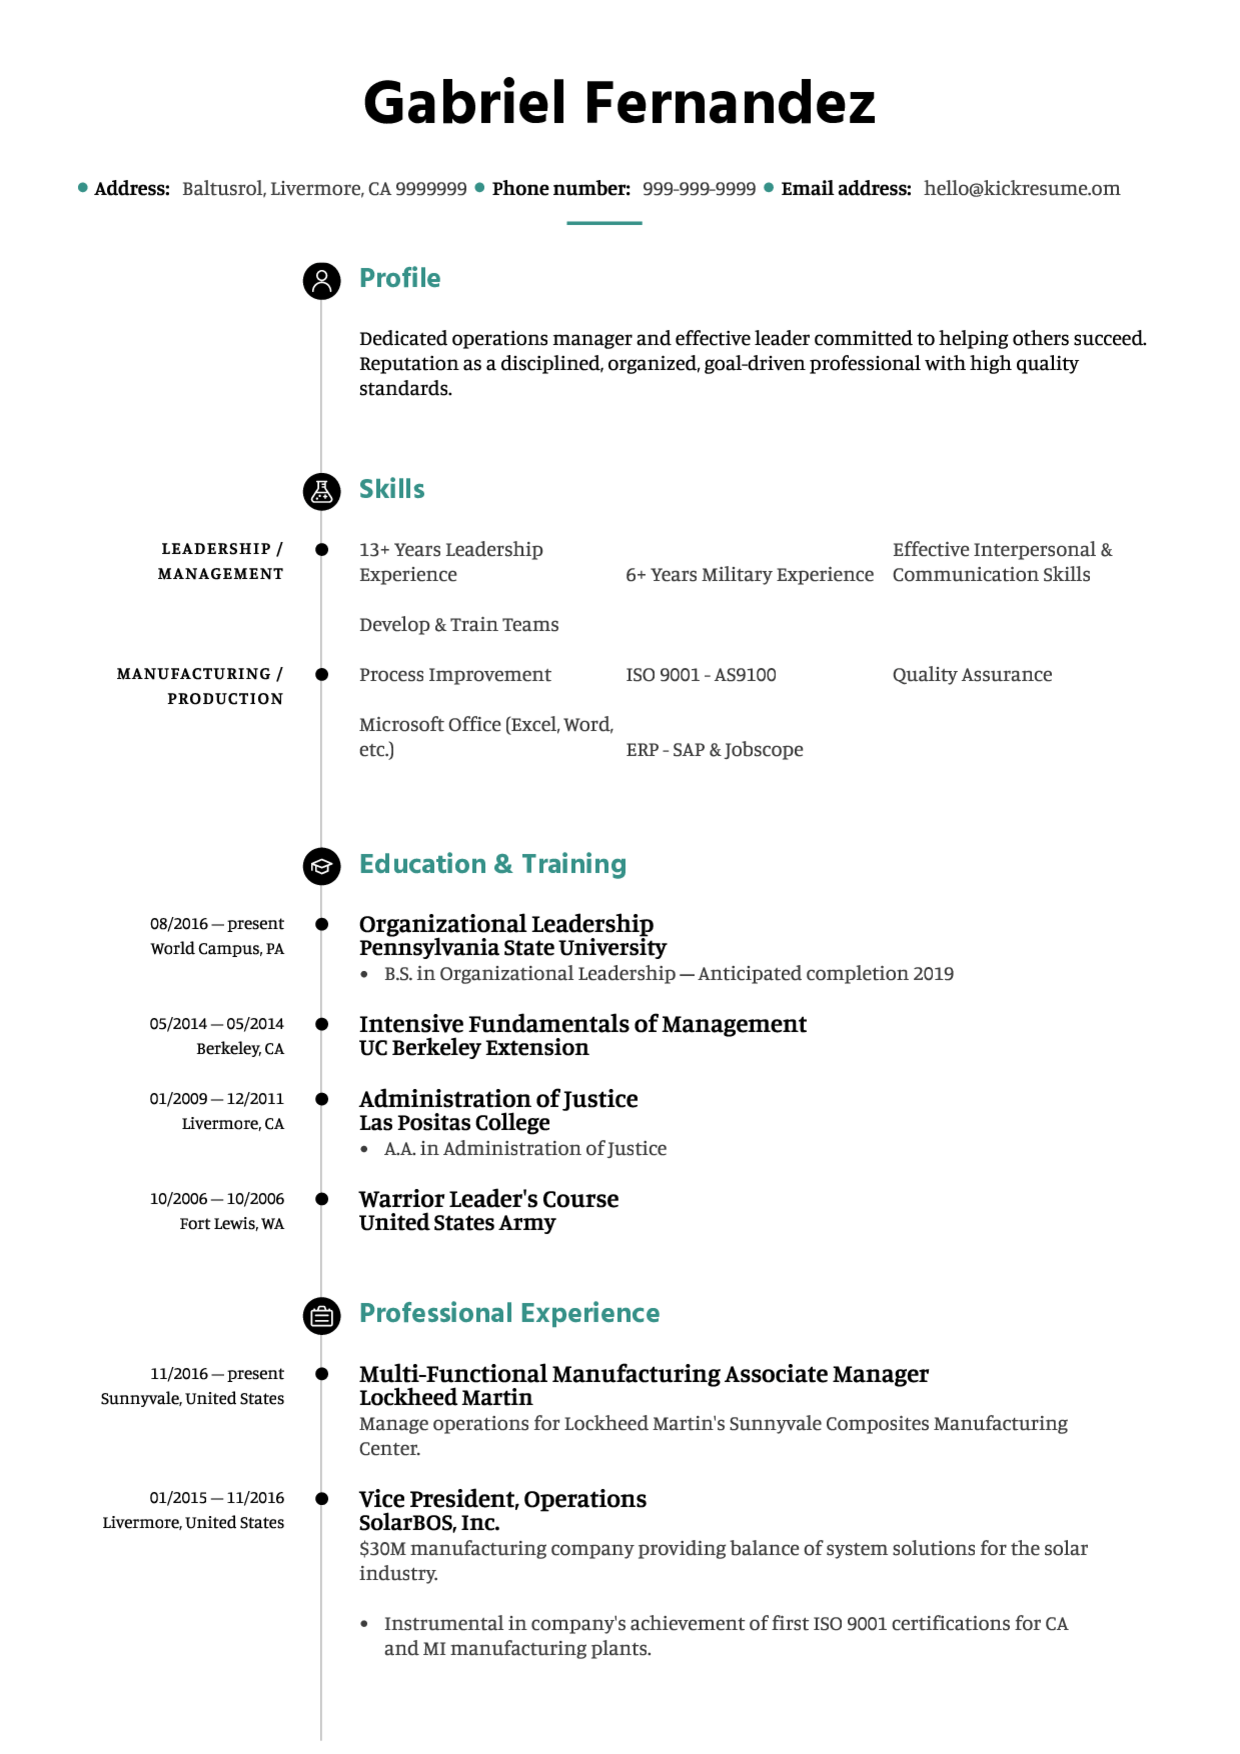 Gabriel Fernandez
Address: Baltusrol, Livermore, CA 9999999 Phone number: 999-999-9999 Email address: hello@kickresume.om
Profile
Dedicated operations manager and effective leader committed to helping others succeed.
Reputation as a disciplined, organized, goal-driven professional with high quality
standards.
Skills
LEADERSHIP /
MANAGEMENT
13+ Years Leadership
Experience
6+ Years Military Experience
Effective Interpersonal &
Communication Skills
Develop & Train Teams
MANUFACTURING /
PRODUCTION
Process Improvement
ISO 9001 - AS9100
Quality Assurance
Microsoft Office (Excel, Word,
etc.)
ERP - SAP & Jobscope
Education & Training
08/2016 – present
World Campus, PA
Organizational Leadership
Pennsylvania State University
• B.S. in Organizational Leadership – Anticipated completion 2019
05/2014 – 05/2014
Berkeley, CA
Intensive Fundamentals of Management
UC Berkeley Extension
01/2009 – 12/2011
Livermore, CA
Administration of Justice
Las Positas College
• A.A. in Administration of Justice
10/2006 – 10/2006
Fort Lewis, WA
Warrior Leader's Course
United States Army
Professional Experience
11/2016 – present
Sunnyvale, United States
Multi-Functional Manufacturing Associate Manager
Lockheed Martin
Manage operations for Lockheed Martin's Sunnyvale Composites Manufacturing
Center.
01/2015 – 11/2016
Livermore, United States
Vice President, Operations
SolarBOS, Inc.
$30M manufacturing company providing balance of system solutions for the solar
industry.
• Instrumental in company's achievement of first ISO 9001 certifications for CA
and MI manufacturing plants.